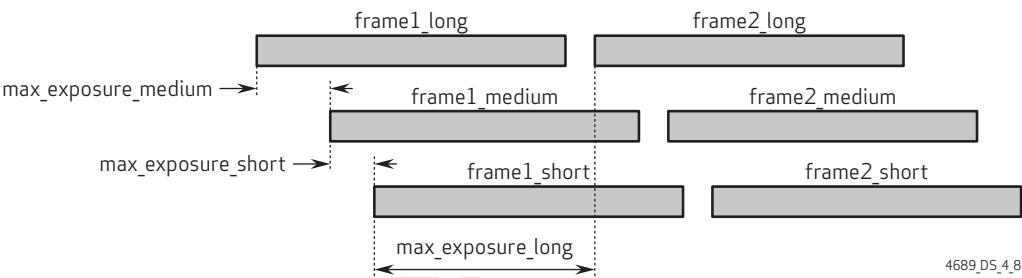 frame1_long
frame2_long
max_exposure_medium
frame1_medium
frame2_medium
max_exposure_short
frame1_short
frame2_short
max_exposure_long
4689_DS_4_8